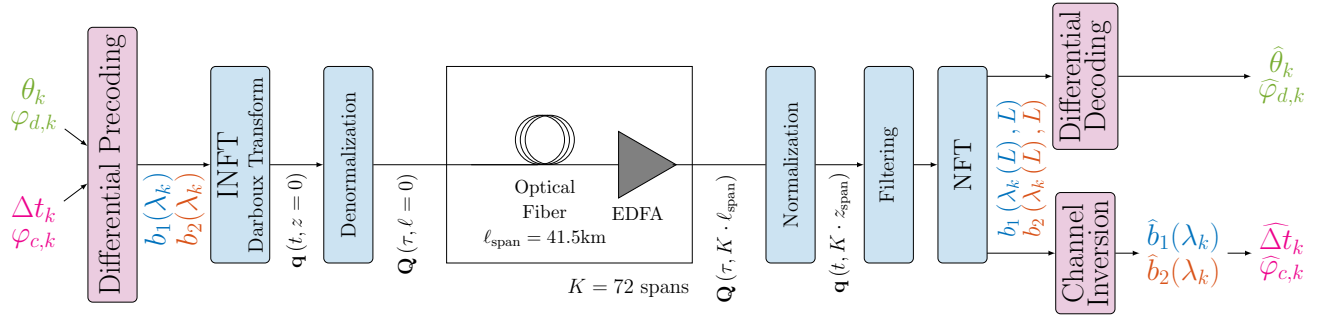 θ_k
φ_{d,k}
Δt_k
φ_{c,k}
Differential Precoding
b_1(λ_k)
b_2(λ_k)
INFT
Darboux Transform
q(t, z = 0)
Denormalization
Q(τ, ℓ = 0)
Optical
Fiber
ℓ_span = 41.5km
EDFA
K = 72 spans
Q(τ, K · ℓ_span)
Normalization
q(t, K · z_span)
Filtering
NFT
b_1(λ_k(L), L)
b_2(λ_k(L), L)
Differential
Decoding
θ̂_k
φ̂_{d,k}
Channel
Inversion
b̂_1(λ_k)
b̂_2(λ_k)
Δ̂t_k
φ̂_{c,k}